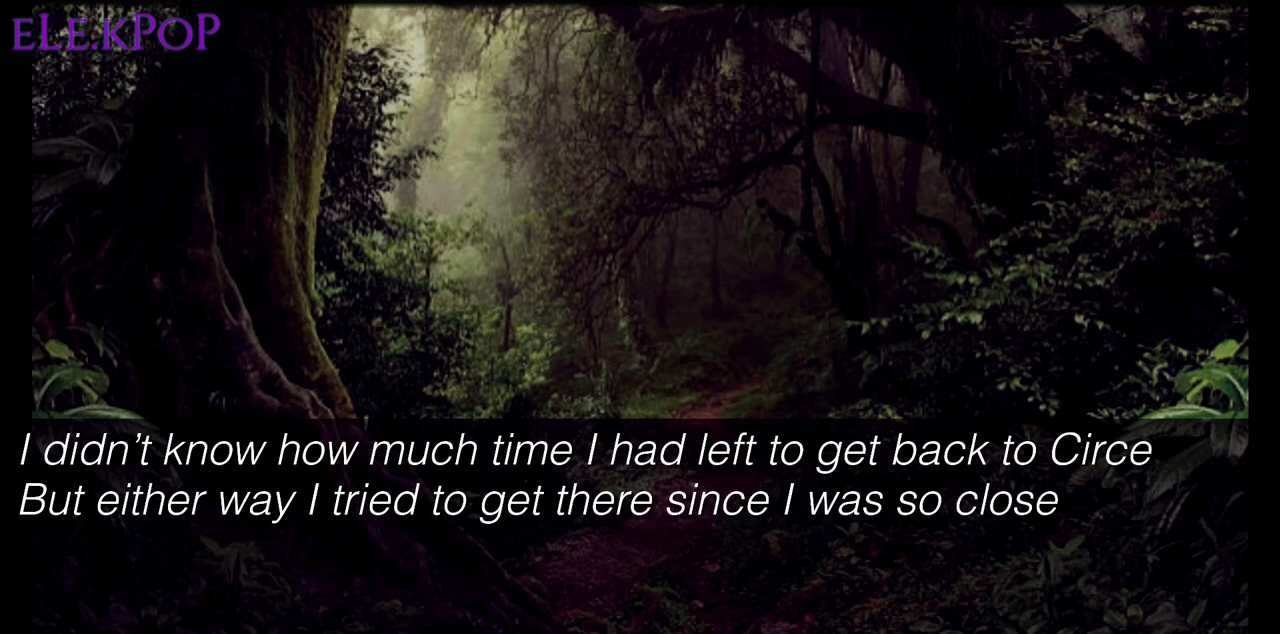 eLe.kPoP
I didn’t know how much time I had left to get back to Circe
But either way I tried to get there since I was so close